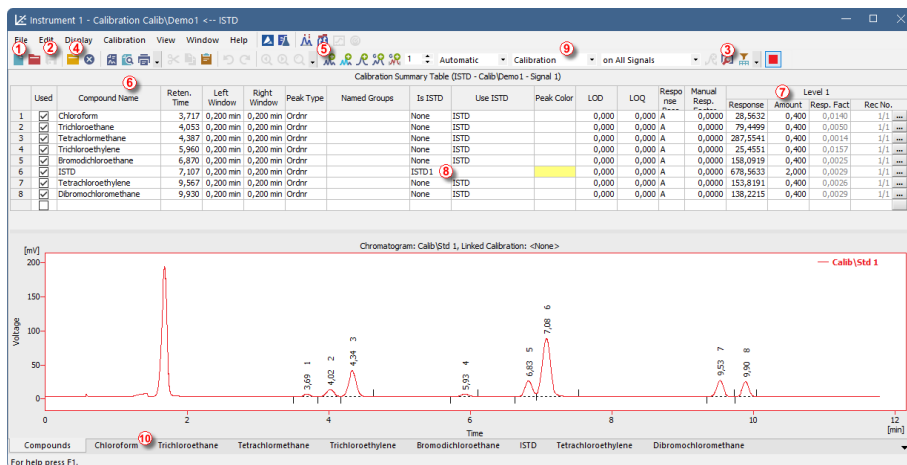 Instrument 1 - Calibration Calib\Demo1 <-- ISTD
File Edit Display Calibration View Window Help
1 2 4 5 9 3
1 Automatic Calibration on All Signals
Calibration Summary Table (ISTD - Calib\Demo1 - Signal 1)
6 7
Used Compound Name Reten. Time Left Window Right Window Peak Type Named Groups Is ISTD Use ISTD Peak Color LOD LOQ Respo nse Manual Resp. Level 1
Response Amount Resp. Fact Rec No.
1 Chloroform 3,717 0,200 min 0,200 min Ordnr None ISTD 0,000 0,000 A 0,0000 28,5632 0,400 0,0140 1/1 ...
2 Trichloroethane 4,053 0,200 min 0,200 min Ordnr None ISTD 0,000 0,000 A 0,0000 79,4499 0,400 0,0050 1/1 ...
3 Tetrachlormethane 4,387 0,200 min 0,200 min Ordnr None ISTD 0,000 0,000 A 0,0000 287,5541 0,400 0,0014 1/1 ...
4 Trichloroethylene 5,960 0,200 min 0,200 min Ordnr None ISTD 0,000 0,000 A 0,0000 25,4551 0,400 0,0157 1/1 ...
5 Bromodichloroethane 6,870 0,200 min 0,200 min Ordnr None ISTD 0,000 0,000 A 0,0000 158,0919 0,400 0,0025 1/1 ...
6 ISTD 7,107 0,200 min 0,200 min Ordnr ISTD1 8 0,000 0,000 A 0,0000 678,5633 2,000 0,0029 1/1 ...
7 Tetrachloroethylene 9,567 0,200 min 0,200 min Ordnr None ISTD 0,000 0,000 A 0,0000 153,8191 0,400 0,0026 1/1 ...
8 Dibromochloromethane 9,930 0,200 min 0,200 min Ordnr None ISTD 0,000 0,000 A 0,0000 138,2215 0,400 0,0029 1/1 ...
Chromatogram: Calib\Std 1, Linked Calibration: <None>
[mV]
200
Calib\Std 1
150
Voltage
100
50
0
3,69 1
4,02 2
4,34 3
5,93 4
6,83 5
7,08 6
9,53 7
9,90 8
0 2 4 6 8 10 12
Time
[min]
10
Compounds Chloroform Trichloroethane Tetrachlormethane Trichloroethylene Bromodichloroethane ISTD Tetrachloroethylene Dibromochloromethane
For help press F1.